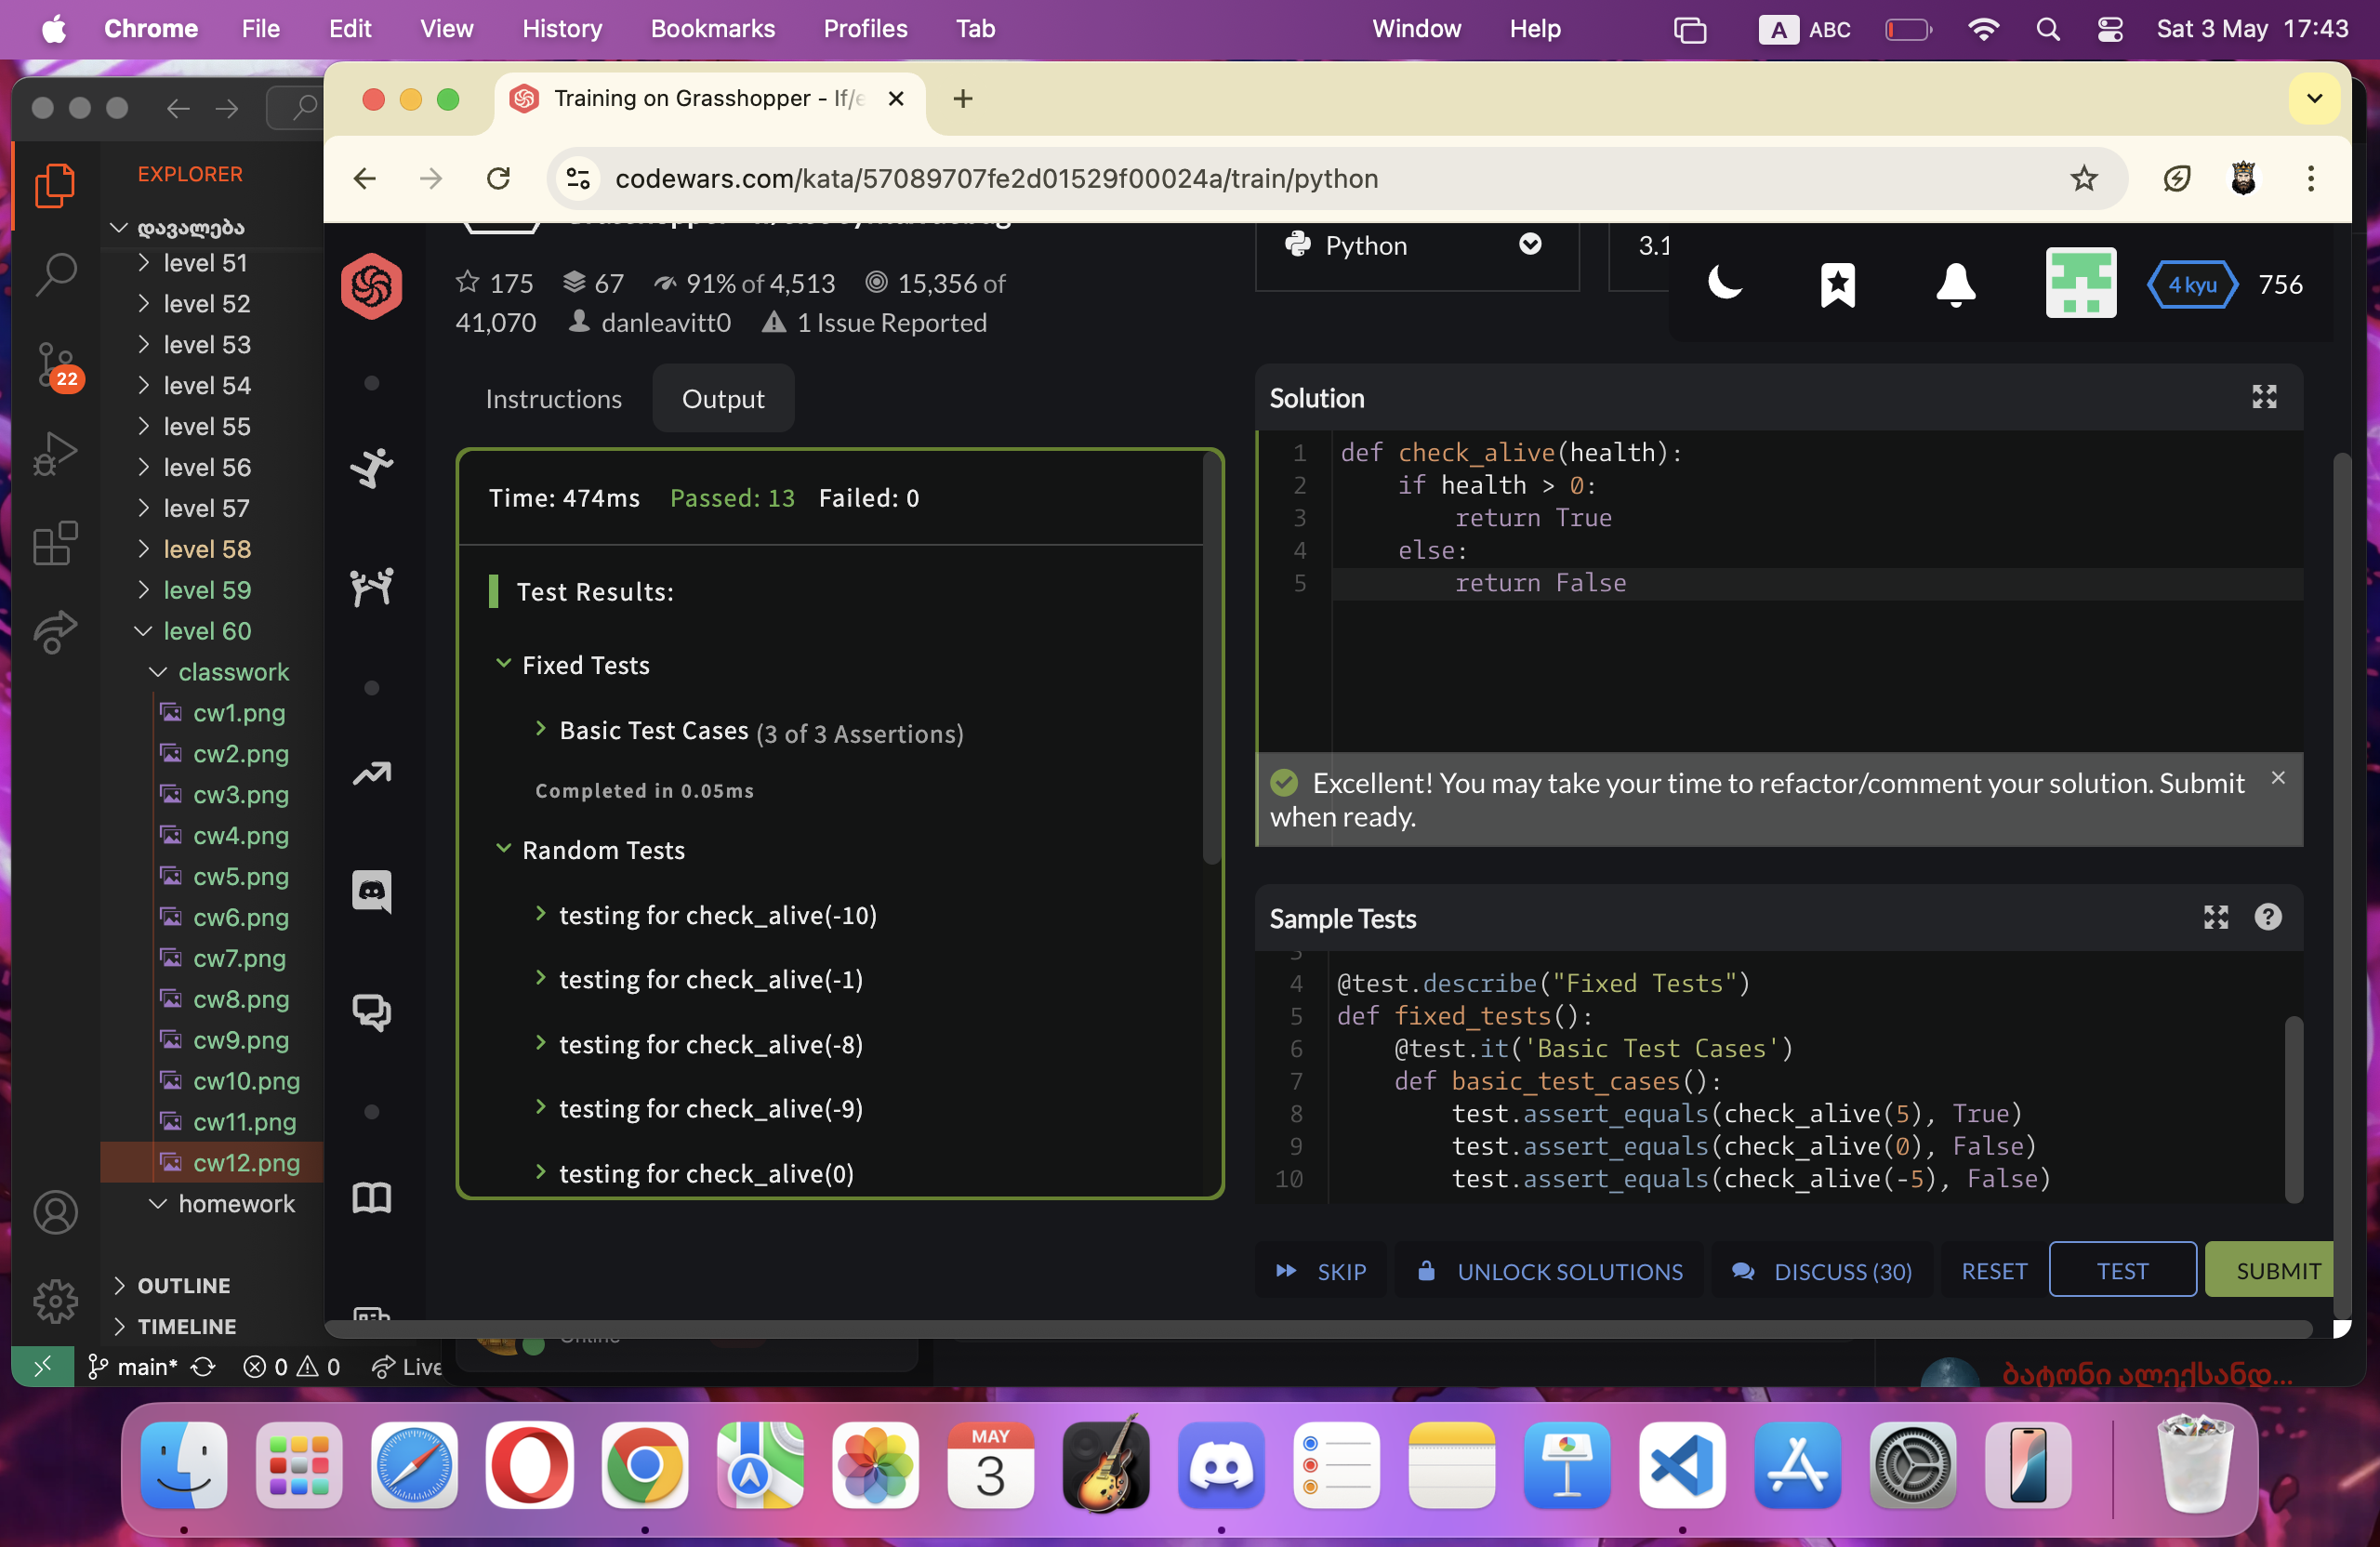 Chrome File Edit View History Bookmarks Profiles Tab Window Help A ABC Sat 3 May 17:43
Training on Grasshopper - If/e
codewars.com/kata/57089707fe2d01529f00024a/train/python
EXPLORER
დავალება
level 51
level 52
level 53
level 54
level 55
level 56
level 57
level 58
level 59
level 60
classwork
cw1.png
cw2.png
cw3.png
cw4.png
cw5.png
cw6.png
cw7.png
cw8.png
cw9.png
cw10.png
cw11.png
cw12.png
homework
OUTLINE
TIMELINE
22
main* 0 0 Live
175 67 91% of 4,513 15,356 of
41,070 danleavitt0 1 Issue Reported
Python 3.1
4 kyu 756
Instructions Output
Time: 474ms Passed: 13 Failed: 0
Test Results:
Fixed Tests
Basic Test Cases (3 of 3 Assertions)
Completed in 0.05ms
Random Tests
testing for check_alive(-10)
testing for check_alive(-1)
testing for check_alive(-8)
testing for check_alive(-9)
testing for check_alive(0)
Solution
1 def check_alive(health):
2 if health > 0:
3 return True
4 else:
5 return False
Excellent! You may take your time to refactor/comment your solution. Submit
when ready.
Sample Tests
3
4 @test.describe("Fixed Tests")
5 def fixed_tests():
6 @test.it('Basic Test Cases')
7 def basic_test_cases():
8 test.assert_equals(check_alive(5), True)
9 test.assert_equals(check_alive(0), False)
10 test.assert_equals(check_alive(-5), False)
SKIP UNLOCK SOLUTIONS DISCUSS (30) RESET TEST SUBMIT
Online
ბატონი ალექსანდ...
MAY
3